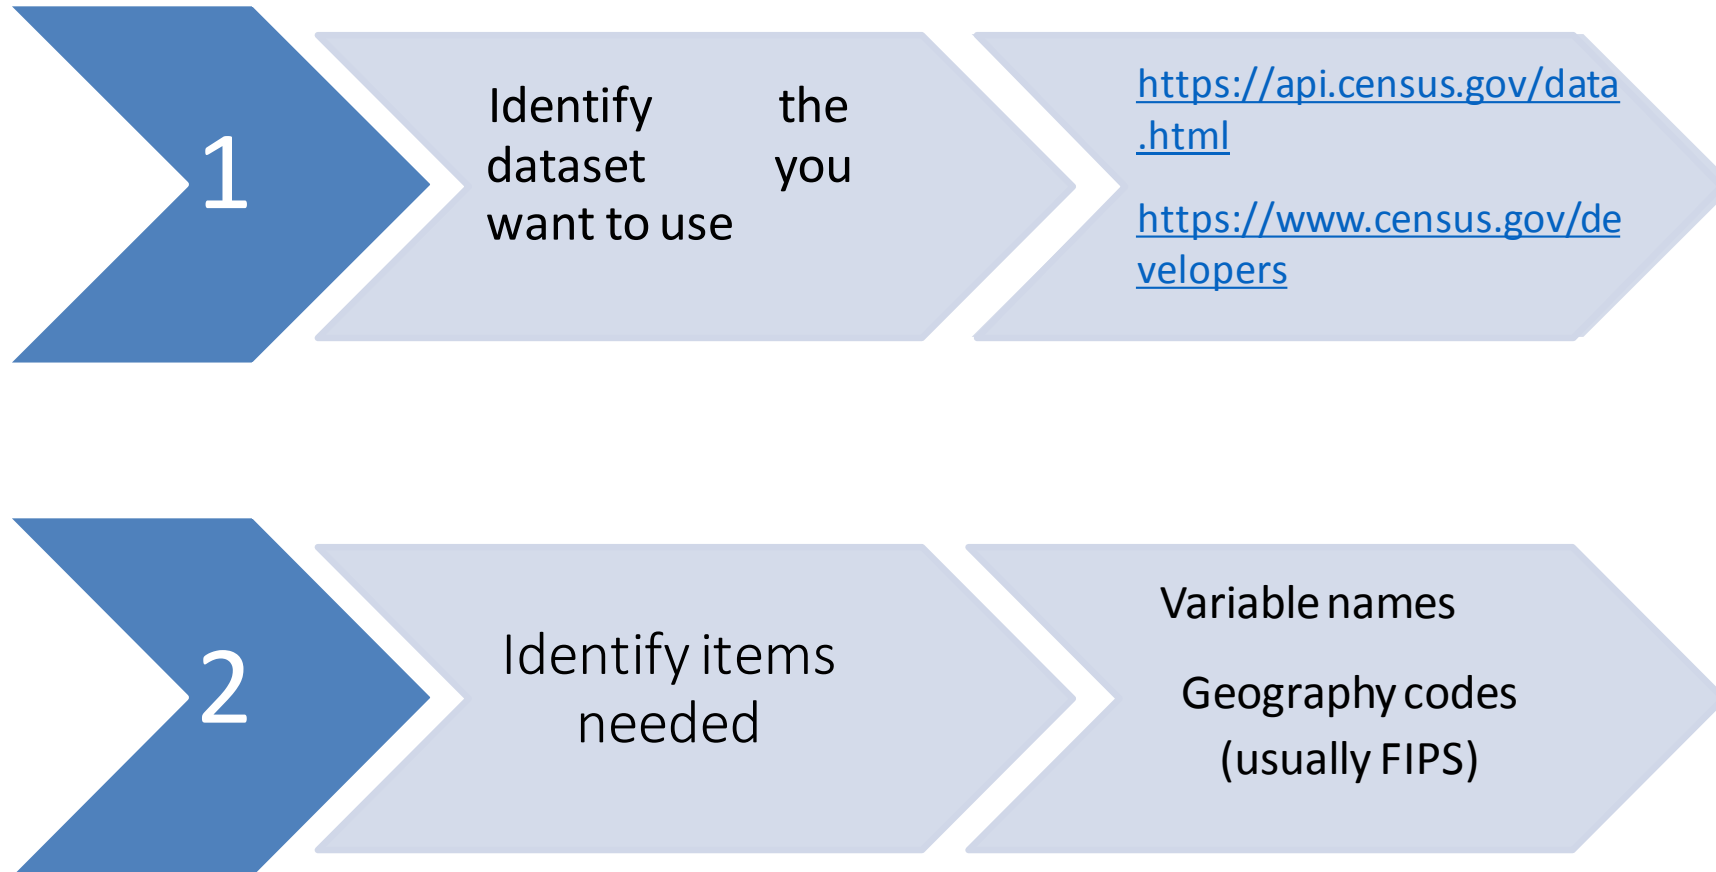 1
Identify the
dataset you
want to use
https://api.census.gov/data
.html
https://www.census.gov/de
velopers
2
Identify items
needed
Variable names
Geography codes
(usually FIPS)